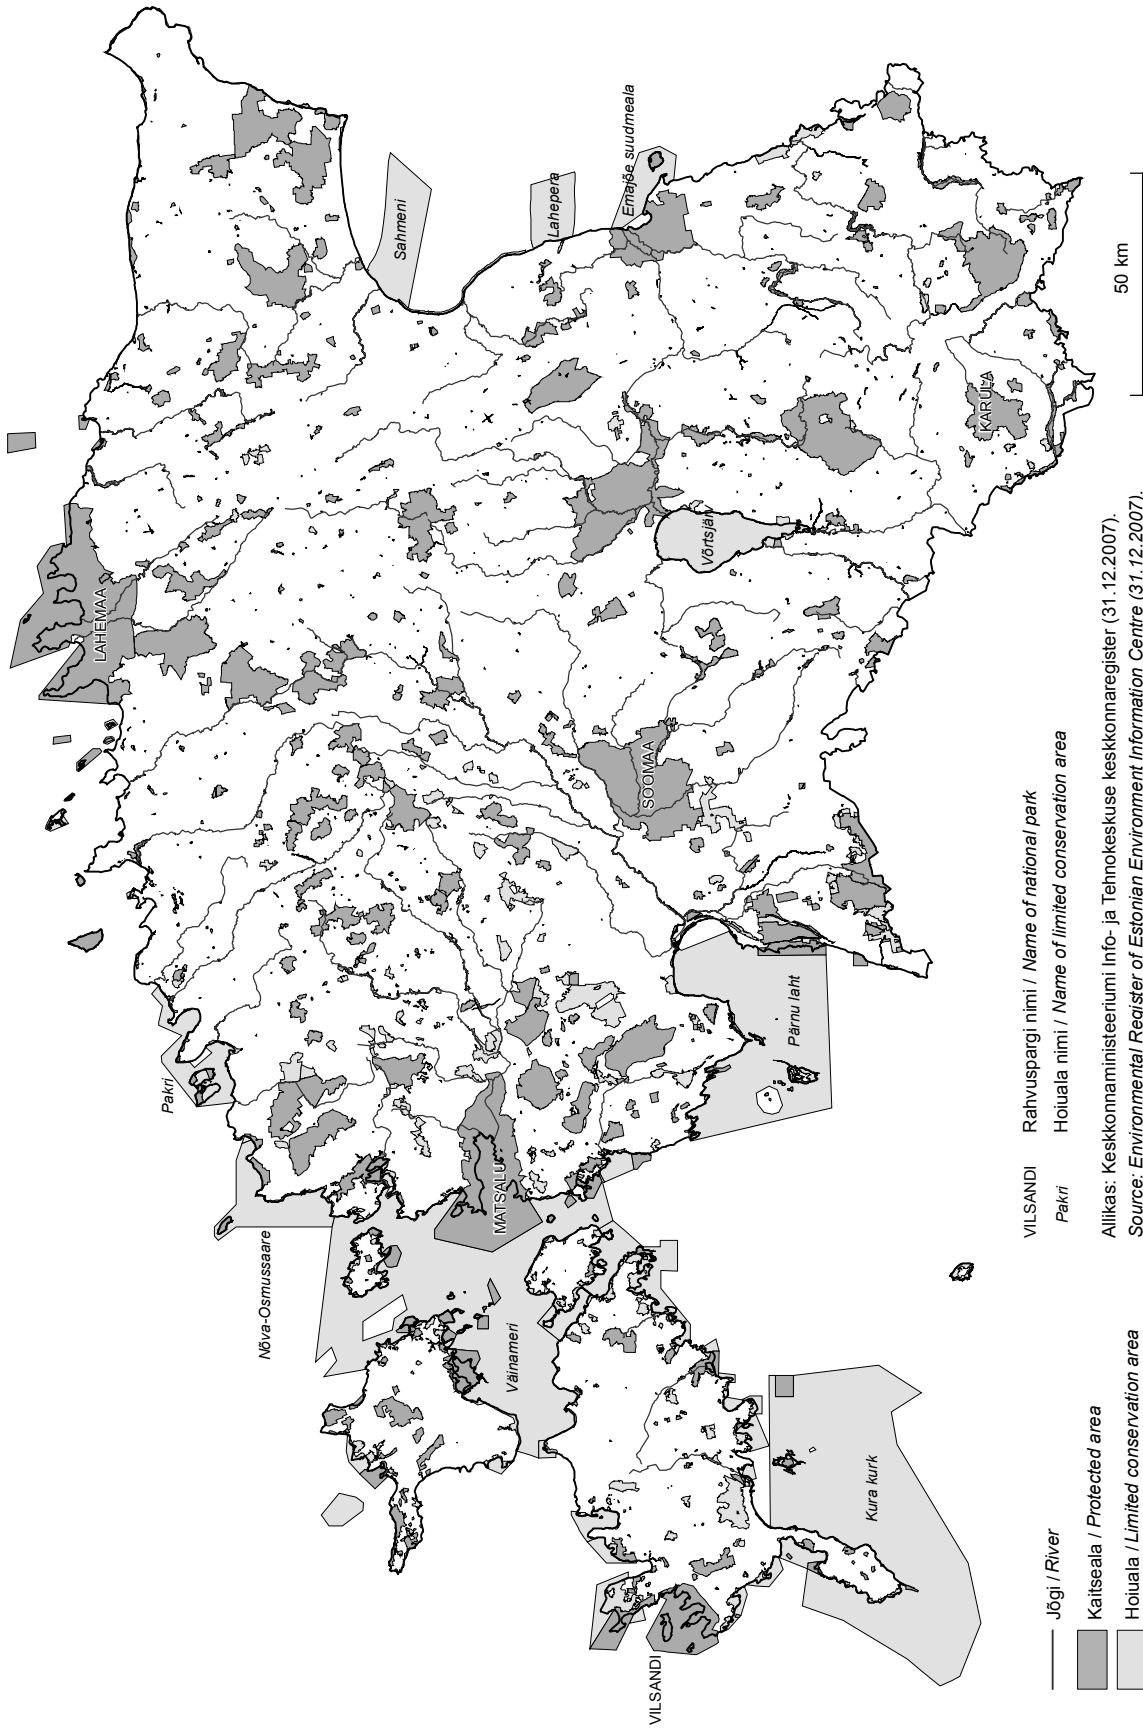 Pakri
Nõva-Osmussaare
LAHEMAA
Sahmeni
Lahepera
Emajõe suudmeala
MATSALU
Väinameri
SOOMAA
Võrtsjärv
VILSANDI
Pärnu laht
KARULA
Kura kurk
Jõgi / River
Kaitseala / Protected area
Hoiuala / Limited conservation area
VILSANDI Rahvuspargi nimi / Name of national park
Pakri Hoiuala nimi / Name of limited conservation area
50 km
Allikas: Keskkonnaministeeriumi Info- ja Tehnokeskuse keskkonnaregister (31.12.2007).
Source: Environmental Register of Estonian Environment Information Centre (31.12.2007).